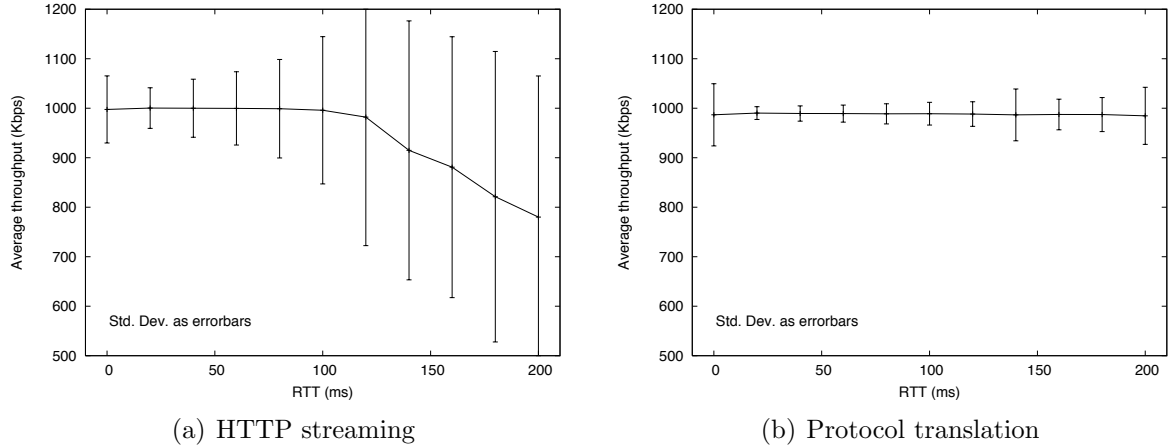 1200
1100
1000
900
800
700
600
500
Average throughput (Kbps)
Std. Dev. as errorbars
0 50 100 150 200
RTT (ms)
(a) HTTP streaming
1200
1100
1000
900
800
700
600
500
Average throughput (Kbps)
Std. Dev. as errorbars
0 50 100 150 200
RTT (ms)
(b) Protocol translation